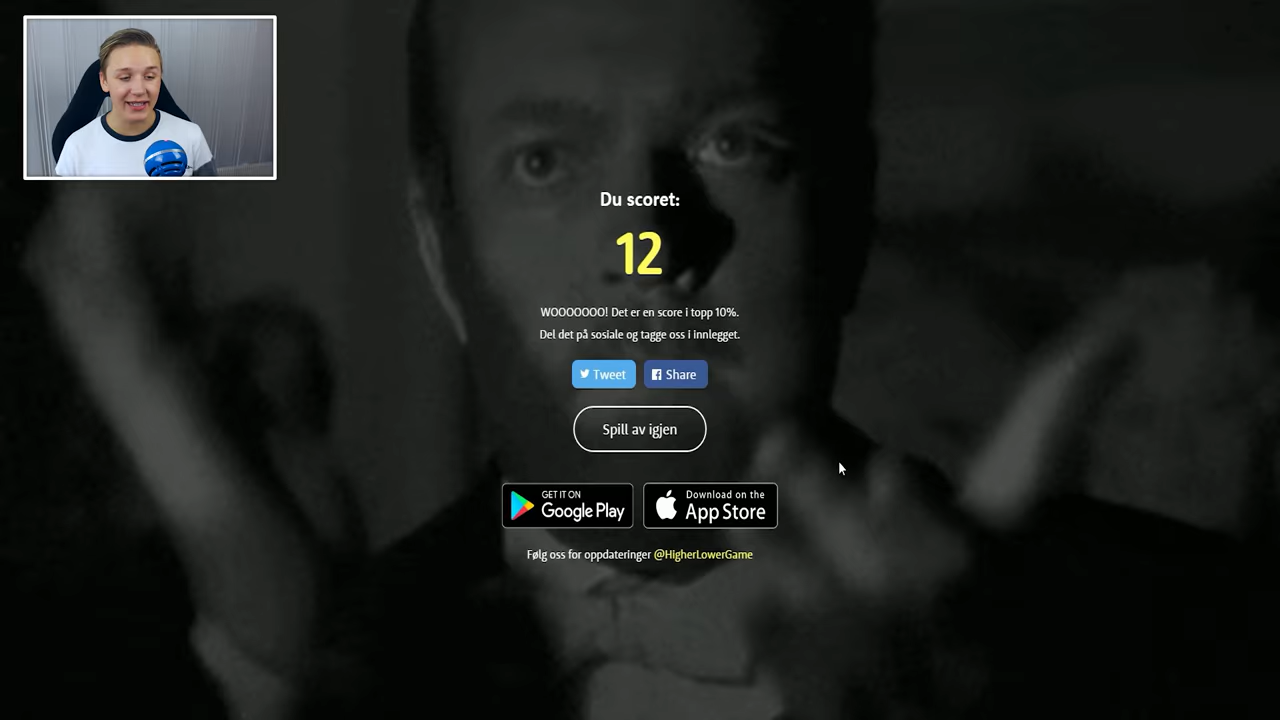 Du scoret:
12
WOOOOOOO! Det er en score i topp 10%.
Del det på sosiale og tagge oss i innlegget.
Tweet
Share
Spill av igjen
GET IT ON
Google Play
Download on the
App Store
Følg oss for oppdateringer @HigherLowerGame